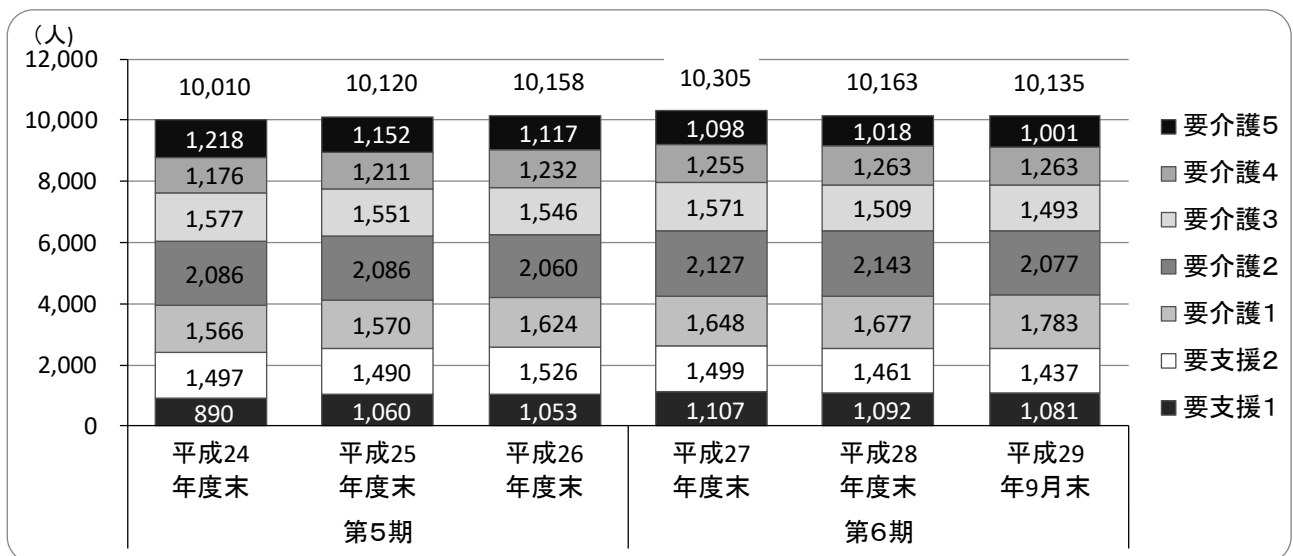 (人)
12,000
10,000
8,000
6,000
4,000
2,000
0
10,010 10,120 10,158 10,305 10,163 10,135
1,218 1,152 1,117 1,098 1,018 1,001
1,176 1,211 1,232 1,255 1,263 1,263
1,577 1,551 1,546 1,571 1,509 1,493
2,086 2,086 2,060 2,127 2,143 2,077
1,566 1,570 1,624 1,648 1,677 1,783
1,497 1,490 1,526 1,499 1,461 1,437
890 1,060 1,053 1,107 1,092 1,081
平成24 平成25 平成26 平成27 平成28 平成29
年度末 年度末 年度末 年度末 年度末 年9月末
第5期 第6期
要介護5
要介護4
要介護3
要介護2
要介護1
要支援2
要支援1